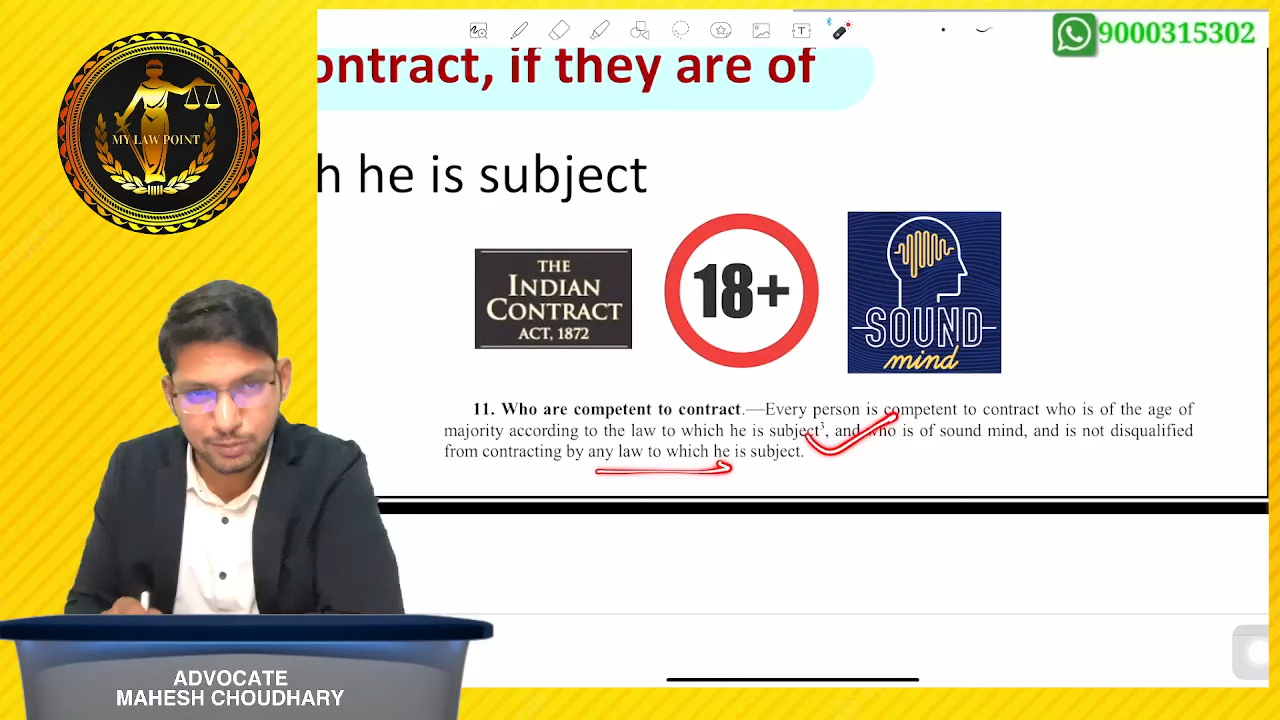 9000315302
ontract, if they are of
MY LAW POINT
h he is subject
THE
INDIAN
CONTRACT
ACT, 1872
18+
SOUND
mind
11. Who are competent to contract.—Every person is competent to contract who is of the age of
majority according to the law to which he is subject³, and who is of sound mind, and is not disqualified
from contracting by any law to which he is subject.
ADVOCATE
MAHESH CHOUDHARY